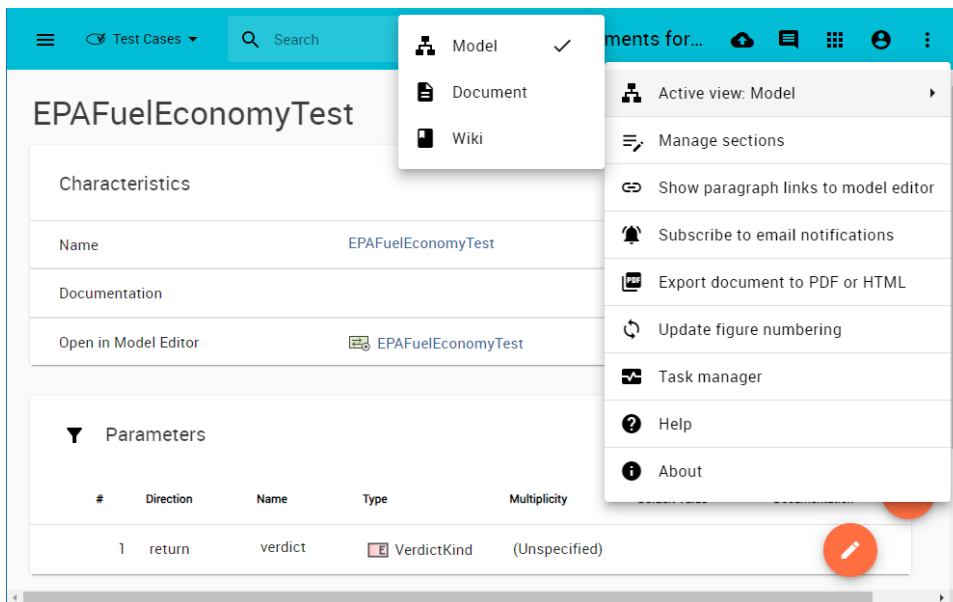 Test Cases
Search
ments for...
Model
Document
Wiki
Active view: Model
Manage sections
Show paragraph links to model editor
Subscribe to email notifications
PDF
Export document to PDF or HTML
Update figure numbering
Task manager
Help
About
EPAFuelEconomyTest
Characteristics
Name EPAFuelEconomyTest
Documentation
Open in Model Editor EPAFuelEconomyTest
Parameters
# Direction Name Type Multiplicity
1 return verdict E VerdictKind (Unspecified)